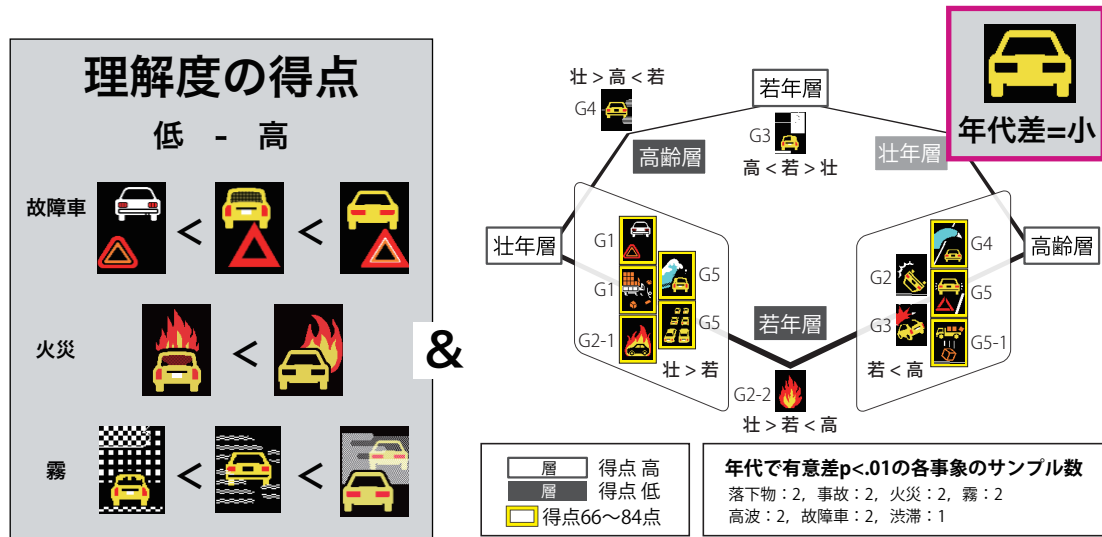 理解度の得点
低 - 高
故障車
<
<
火災
<
霧
<
<
&
年代差=小
壮 > 高 < 若
G4
若年層
G3
高 < 若 > 壮
高齢層
壮年層
壮年層
高齢層
G1
G1
G2-1
G5
G5
壮 > 若
若年層
G2-2
壮 > 若 < 高
G4
G2
G5
G3
G5-1
若 < 高
層 得点 高
層 得点 低
得点66〜84点
年代で有意差p<.01の各事象のサンプル数
落下物：2， 事故：2， 火災：2， 霧：2
高波：2， 故障車：2， 渋滞：1